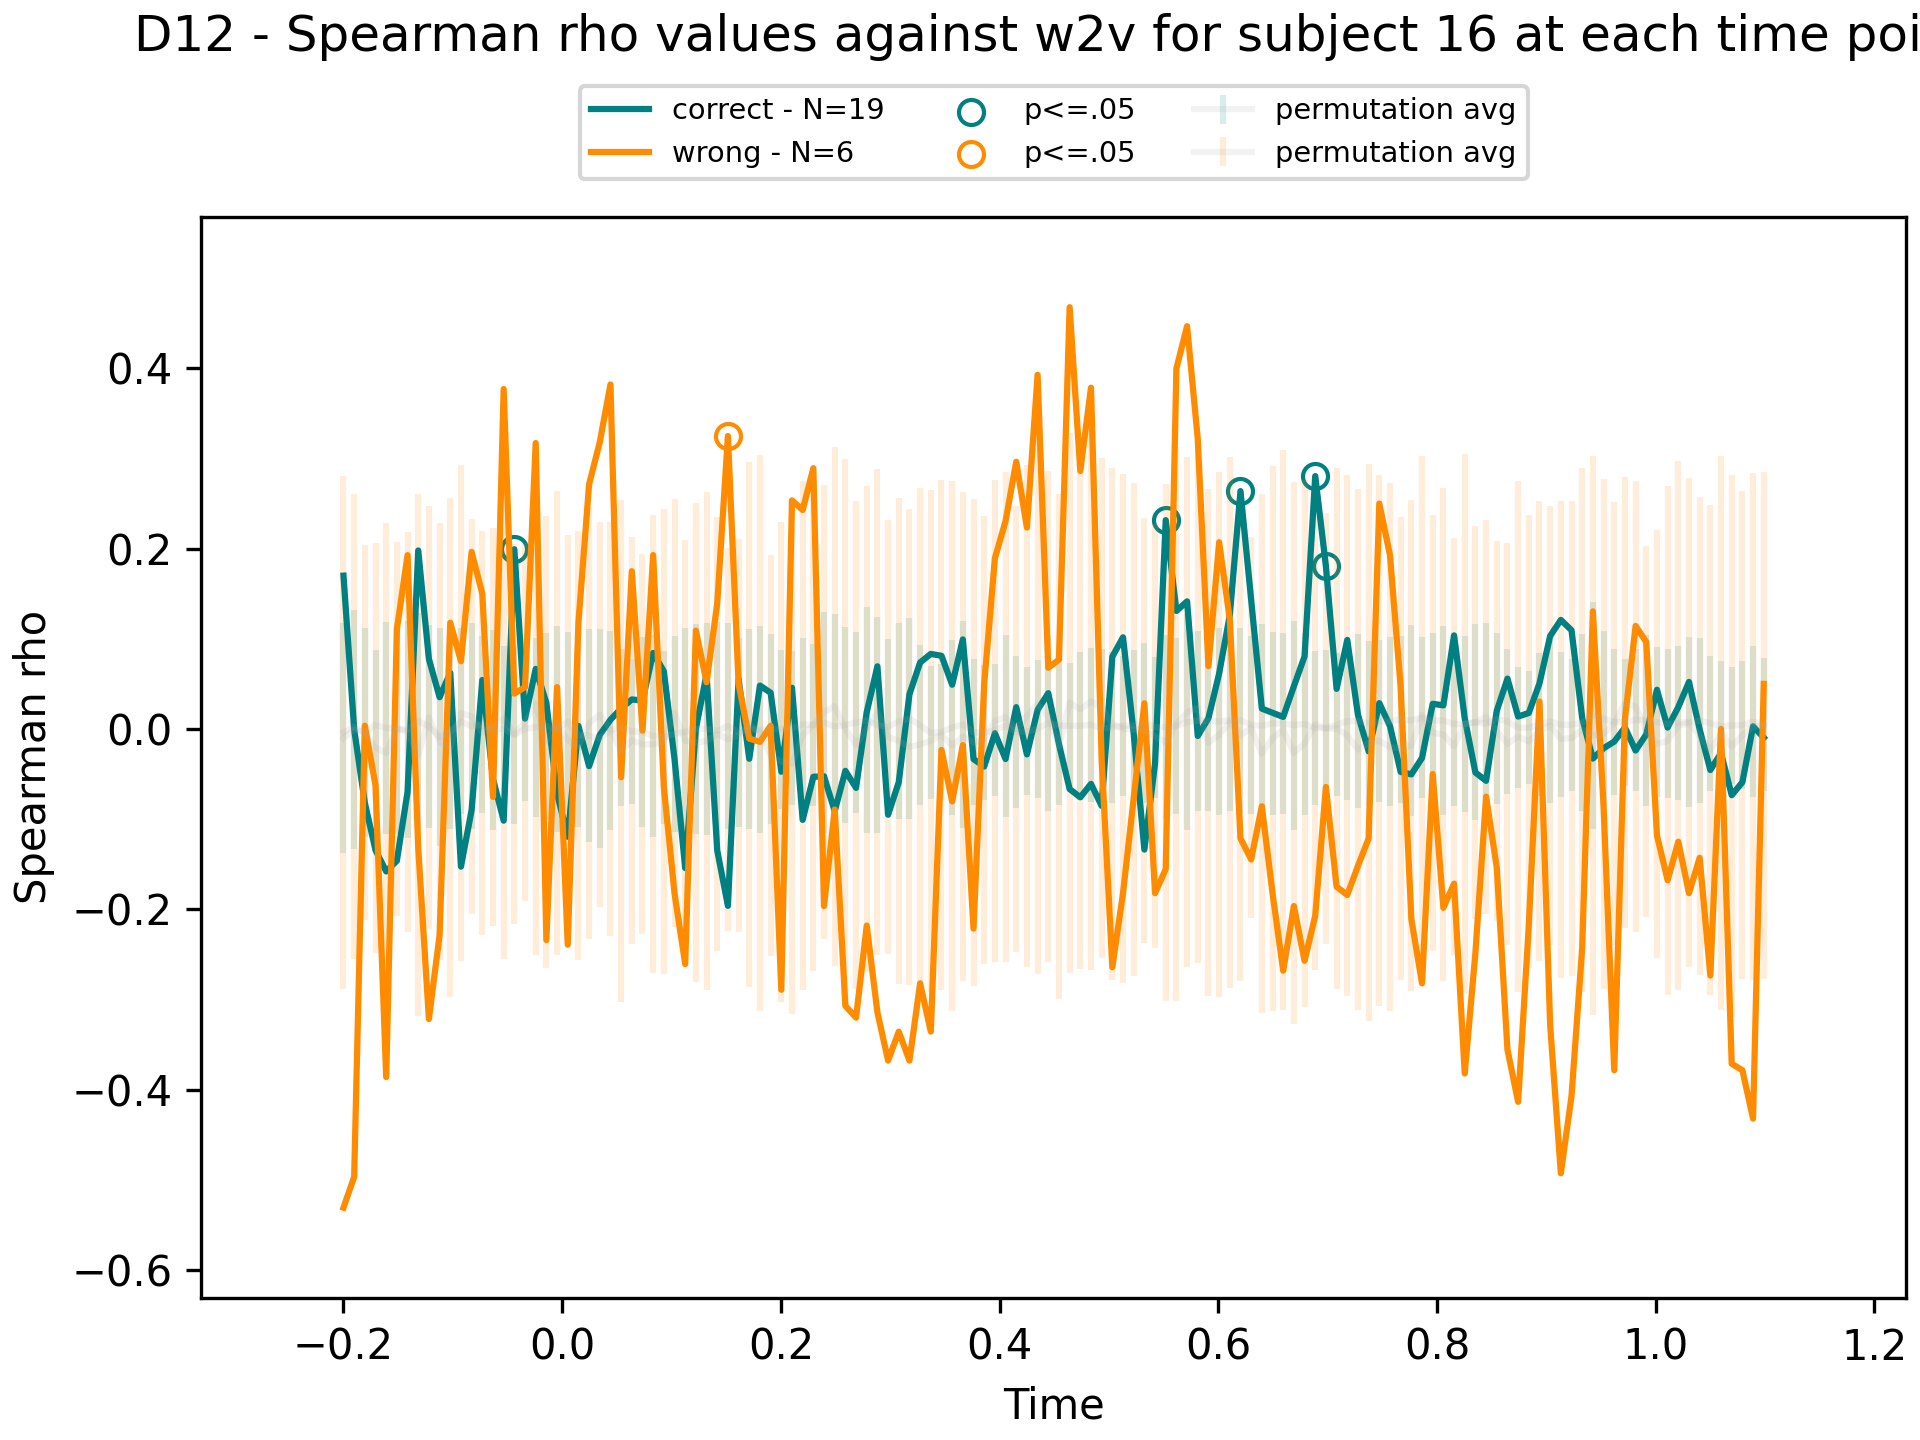 D12 - Spearman rho values against w2v for subject 16 at each time poi
correct - N=19
wrong - N=6
p<=.05
p<=.05
permutation avg
permutation avg
Spearman rho
0.4
0.2
0.0
−0.2
−0.4
−0.6
−0.2 0.0 0.2 0.4 0.6 0.8 1.0 1.2
Time